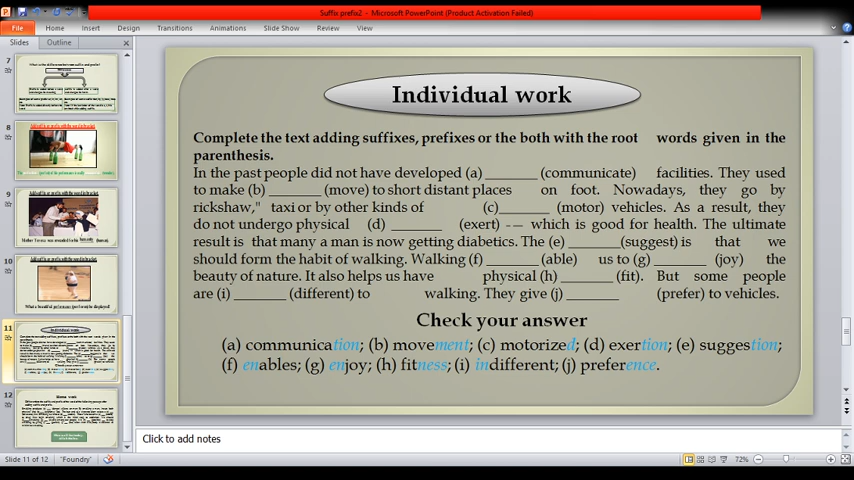 Suffix prefix2 - Microsoft PowerPoint (Product Activation Failed)
File Home Insert Design Transitions Animations Slide Show Review View
Slides Outline
7
8
9
10
11
12
Individual work
Complete the text adding suffixes, prefixes or the both with the root words given in the
parenthesis.
In the past people did not have developed (a) _______ (communicate) facilities. They used
to make (b) _______ (move) to short distant places on foot. Nowadays, they go by
rickshaw," taxi or by other kinds of (c)_______ (motor) vehicles. As a result, they
do not undergo physical (d) _______ (exert) -— which is good for health. The ultimate
result is that many a man is now getting diabetics. The (e) _______(suggest) is that we
should form the habit of walking. Walking (f) _______(able) us to (g) _______ (joy) the
beauty of nature. It also helps us have physical (h) _______ (fit). But some people
are (i) _______ (different) to walking. They give (j) _______ (prefer) to vehicles.
Check your answer
(a) communication; (b) movement; (c) motorized; (d) exertion; (e) suggestion;
(f) enables; (g) enjoy; (h) fitness; (i) indifferent; (j) preference.
Click to add notes
Slide 11 of 12 "Foundry" 72%